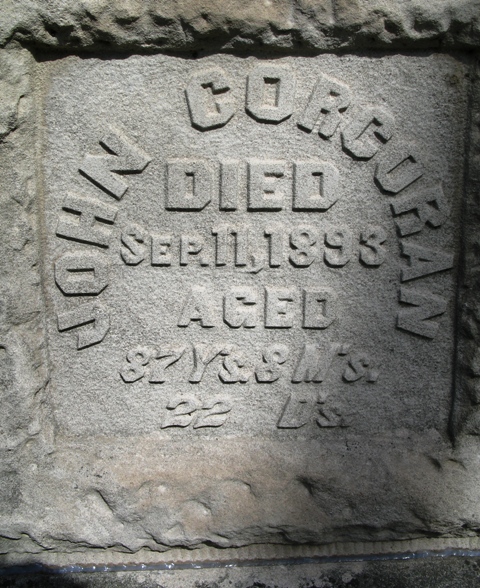 JOHN CORCORAN
DIED
SEP. 11, 1893
AGED
87 Y's. 8 M's.
22 D's.